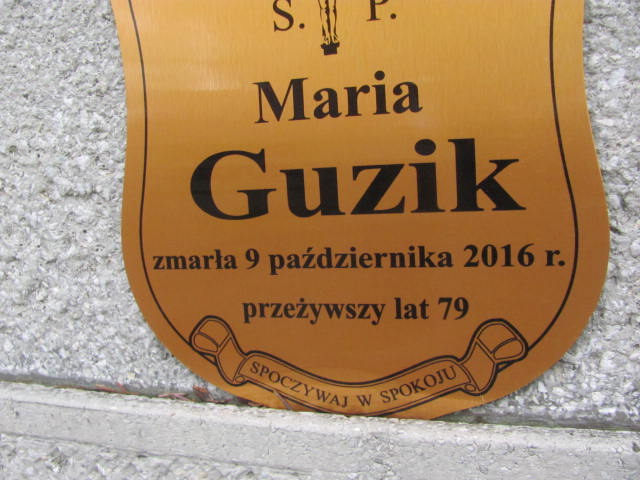 Ś. P.
Maria
Guzik
zmarła 9 października 2016 r.
przeżywszy lat 79
SPOCZYWAJ W SPOKOJU